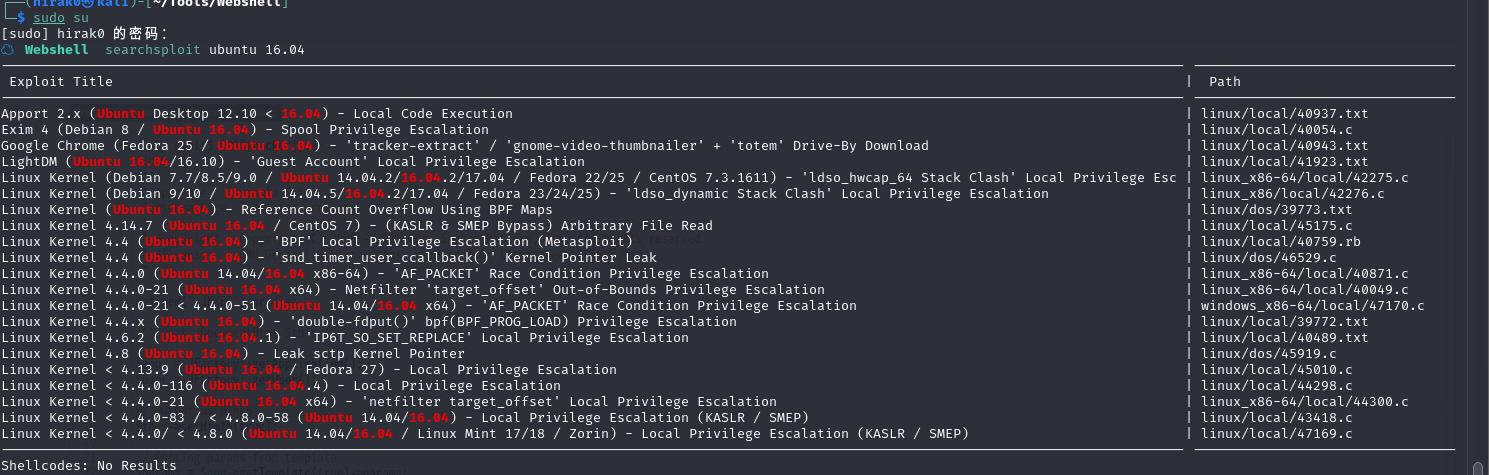 (hirak0㉿kali)-[~/Tools/Webshell]
$ sudo su
[sudo] hirak0 的密码：
Webshell searchsploit ubuntu 16.04
Exploit Title | Path
Apport 2.x (Ubuntu Desktop 12.10 < 16.04) - Local Code Execution | linux/local/40937.txt
Exim 4 (Debian 8 / Ubuntu 16.04) - Spool Privilege Escalation | linux/local/40054.c
Google Chrome (Fedora 25 / Ubuntu 16.04) - 'tracker-extract' / 'gnome-video-thumbnailer' + 'totem' Drive-By Download | linux/local/40943.txt
LightDM (Ubuntu 16.04/16.10) - 'Guest Account' Local Privilege Escalation | linux/local/41923.txt
Linux Kernel (Debian 7.7/8.5/9.0 / Ubuntu 14.04.2/16.04.2/17.04 / Fedora 22/25 / CentOS 7.3.1611) - 'ldso_hwcap_64 Stack Clash' Local Privilege Esc | linux_x86-64/local/42275.c
Linux Kernel (Debian 9/10 / Ubuntu 14.04.5/16.04.2/17.04 / Fedora 23/24/25) - 'ldso_dynamic Stack Clash' Local Privilege Escalation | linux_x86/local/42276.c
Linux Kernel (Ubuntu 16.04) - Reference Count Overflow Using BPF Maps | linux/dos/39773.txt
Linux Kernel 4.14.7 (Ubuntu 16.04 / CentOS 7) - (KASLR & SMEP Bypass) Arbitrary File Read | linux/local/45175.c
Linux Kernel 4.4 (Ubuntu 16.04) - 'BPF' Local Privilege Escalation (Metasploit) | linux/local/40759.rb
Linux Kernel 4.4 (Ubuntu 16.04) - 'snd_timer_user_ccallback()' Kernel Pointer Leak | linux/dos/46529.c
Linux Kernel 4.4.0 (Ubuntu 14.04/16.04 x86-64) - 'AF_PACKET' Race Condition Privilege Escalation | linux_x86-64/local/40871.c
Linux Kernel 4.4.0-21 (Ubuntu 16.04 x64) - Netfilter 'target_offset' Out-of-Bounds Privilege Escalation | linux_x86-64/local/40049.c
Linux Kernel 4.4.0-21 < 4.4.0-51 (Ubuntu 14.04/16.04 x64) - 'AF_PACKET' Race Condition Privilege Escalation | windows_x86-64/local/47170.c
Linux Kernel 4.4.x (Ubuntu 16.04) - 'double-fdput()' bpf(BPF_PROG_LOAD) Privilege Escalation | linux/local/39772.txt
Linux Kernel 4.6.2 (Ubuntu 16.04.1) - 'IP6T_SO_SET_REPLACE' Local Privilege Escalation | linux/local/40489.txt
Linux Kernel 4.8 (Ubuntu 16.04) - Leak sctp Kernel Pointer | linux/dos/45919.c
Linux Kernel < 4.13.9 (Ubuntu 16.04 / Fedora 27) - Local Privilege Escalation | linux/local/45010.c
Linux Kernel < 4.4.0-116 (Ubuntu 16.04.4) - Local Privilege Escalation | linux/local/44298.c
Linux Kernel < 4.4.0-21 (Ubuntu 16.04 x64) - 'netfilter target_offset' Local Privilege Escalation | linux_x86-64/local/44300.c
Linux Kernel < 4.4.0-83 / < 4.8.0-58 (Ubuntu 14.04/16.04) - Local Privilege Escalation (KASLR / SMEP) | linux/local/43418.c
Linux Kernel < 4.4.0/ < 4.8.0 (Ubuntu 14.04/16.04 / Linux Mint 17/18 / Zorin) - Local Privilege Escalation (KASLR / SMEP) | linux/local/47169.c
Shellcodes: No Results